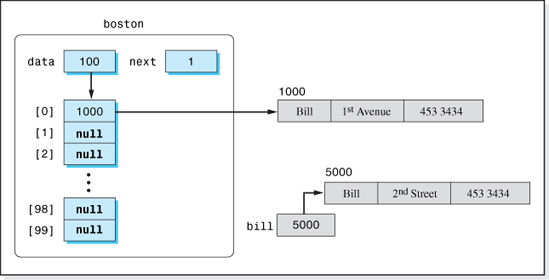 boston
data 100 next 1
1000
[0] 1000 Bill 1st Avenue 453 3434
[1] null
[2] null
5000
Bill 2nd Street 453 3434
[98] null
[99] null
bill 5000